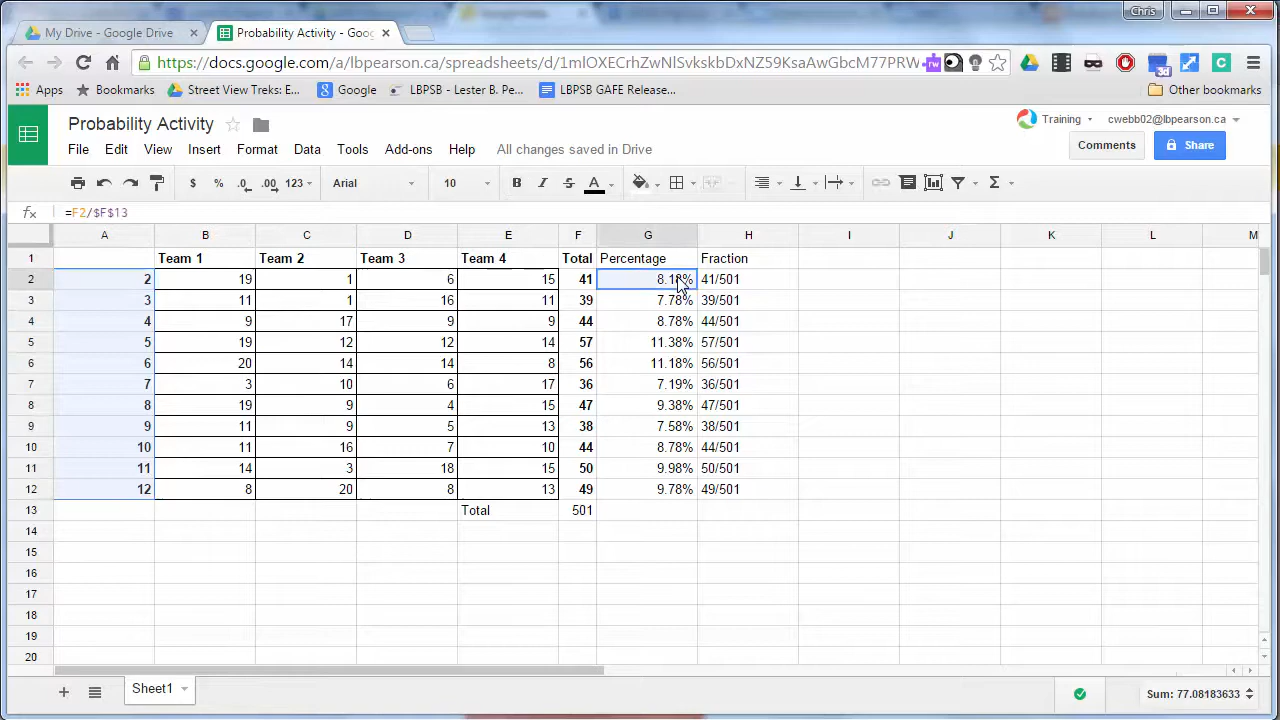 Chris
My Drive - Google Drive
Probability Activity - Goog
https://docs.google.com/a/lbpearson.ca/spreadsheets/d/1mlOXECrhZwNlSvkskbDxNZ59KsaAwGbcM77PRW
Apps
Bookmarks
Street View Treks: E...
Google
LBPSB - Lester B. Pe...
LBPSB GAFE Release...
Other bookmarks
Probability Activity
Training
cwebb02@lbpearson.ca
File Edit View Insert Format Data Tools Add-ons Help All changes saved in Drive
Comments
Share
$ % .0 .00 123 Arial 10 B I S A Σ
fx =F2/$F$13
A B C D E F G H I J K L M
1 Team 1 Team 2 Team 3 Team 4 Total Percentage Fraction
2 2 19 1 6 15 41 8.18% 41/501
3 3 11 1 16 11 39 7.78% 39/501
4 4 9 17 9 9 44 8.78% 44/501
5 5 19 12 12 14 57 11.38% 57/501
6 6 20 14 14 8 56 11.18% 56/501
7 7 3 10 6 17 36 7.19% 36/501
8 8 19 9 4 15 47 9.38% 47/501
9 9 11 9 5 13 38 7.58% 38/501
10 10 11 16 7 10 44 8.78% 44/501
11 11 14 3 18 15 50 9.98% 50/501
12 12 8 20 8 13 49 9.78% 49/501
13 Total 501
14
15
16
17
18
19
20
Sheet1
Sum: 77.08183633